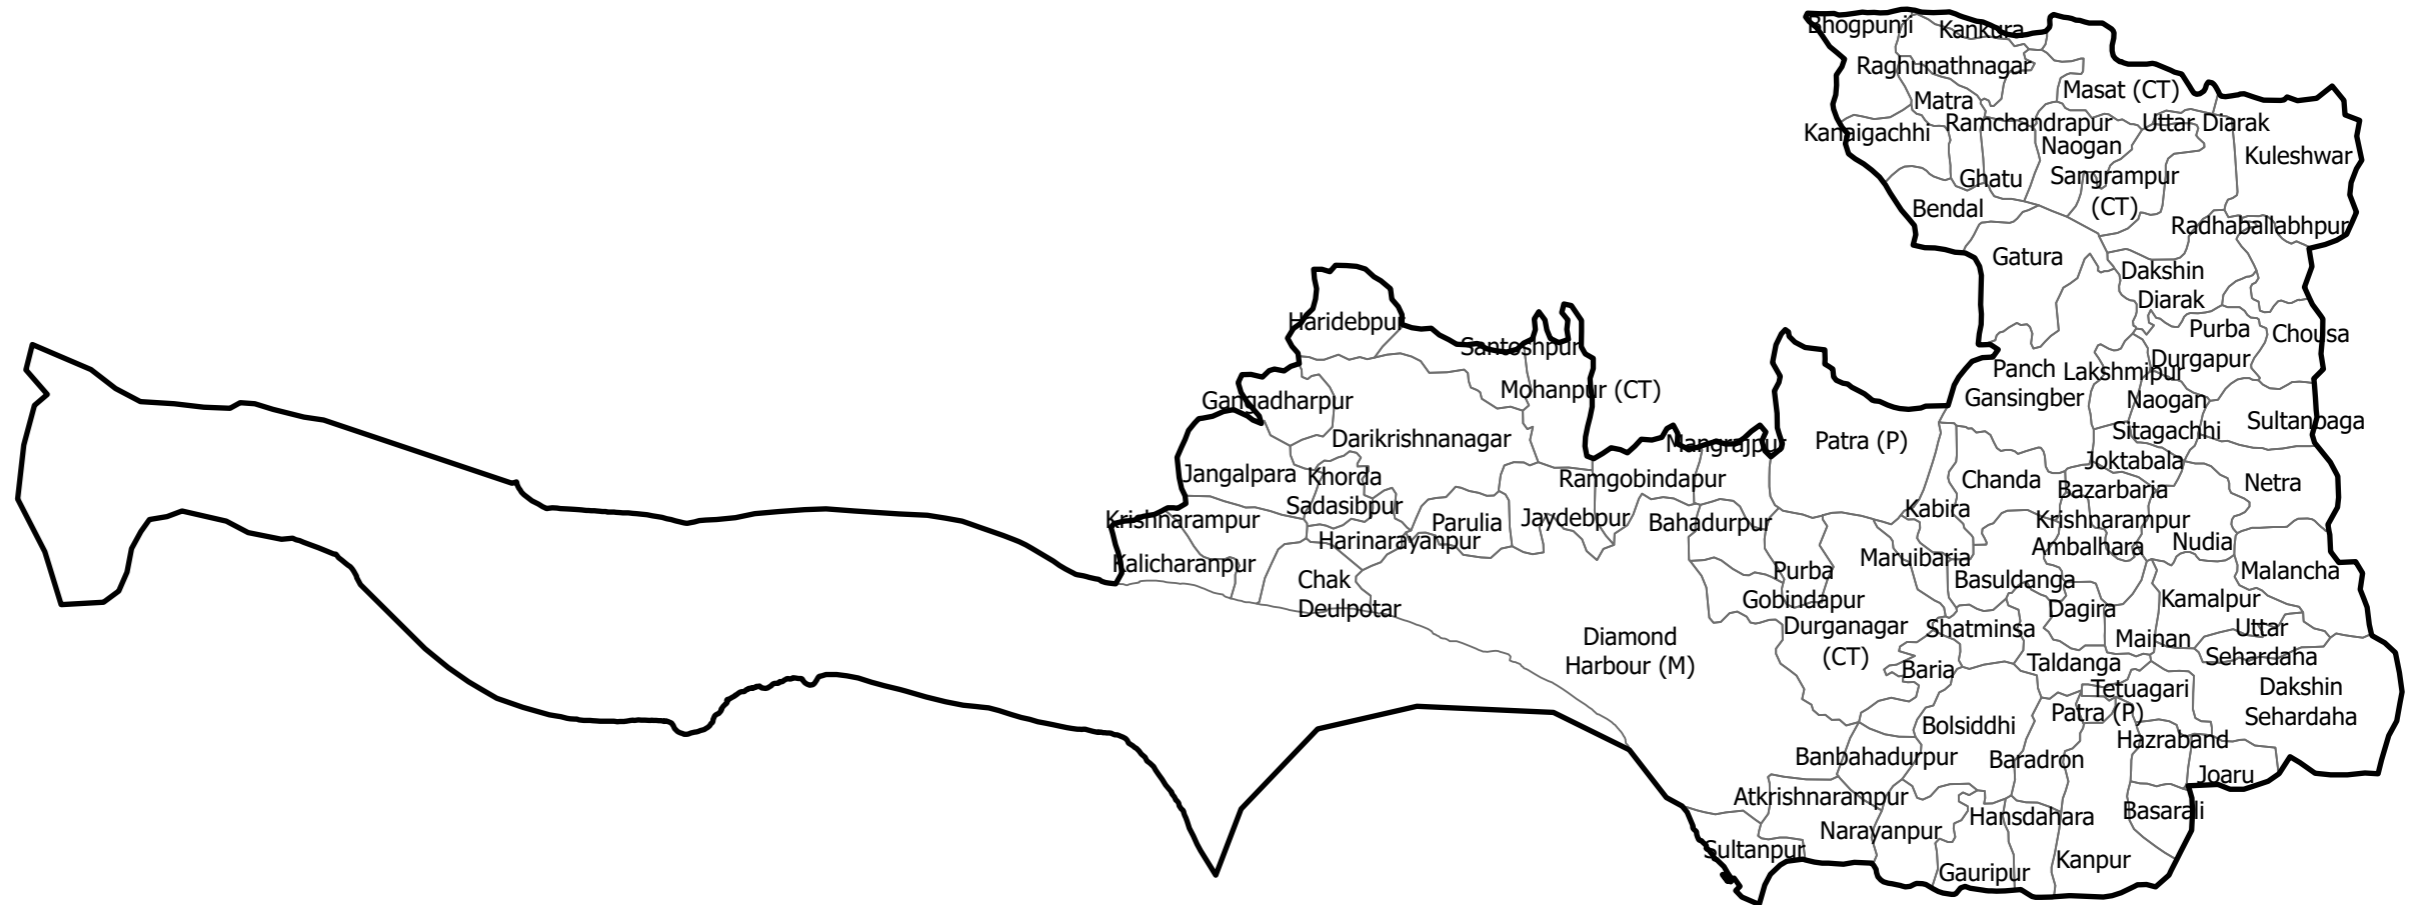 Bhogpunji
Kankura
Raghunathnagar
Masat (CT)
Matra
Kanaigachhi
Ramchandrapur
Uttar Diarak
Naogan
Kuleshwar
Ghatu
Sangrampur
(CT)
Bendal
Radhaballabhpur
Gatura
Dakshin
Diarak
Haridebpur
Santoshpur
Purba
Durgapur
Chousa
Panch
Gansingber
Lakshmipur
Mohanpur (CT)
Gangadharpur
Naogan
Sultanbaga
Darikrishnanagar
Mangrajpur
Patra (P)
Sitagachhi
Joktabala
Jangalpara
Khorda
Ramgobindapur
Chanda
Netra
Bazarbaria
Sadasibpur
Kabira
Krishnarampur
Parulia
Jaydebpur
Bahadurpur
Krishnarampur
Harinarayanpur
Ambalhara
Nudia
Kalicharanpur
Maruibaria
Chak
Deulpotar
Purba
Gobindapur
Basuldanga
Malancha
Dagira
Kamalpur
Durganagar
(CT)
Shatminsa
Uttar
Sehardaha
Diamond
Harbour (M)
Mainan
Baria
Taldanga
Tetuagari
Dakshin
Sehardaha
Patra (P)
Bolsiddhi
Hazraband
Banbahadurpur
Baradron
Joaru
Atkrishnarampur
Hansdahara
Basarali
Narayanpur
Sultanpur
Kanpur
Gauripur